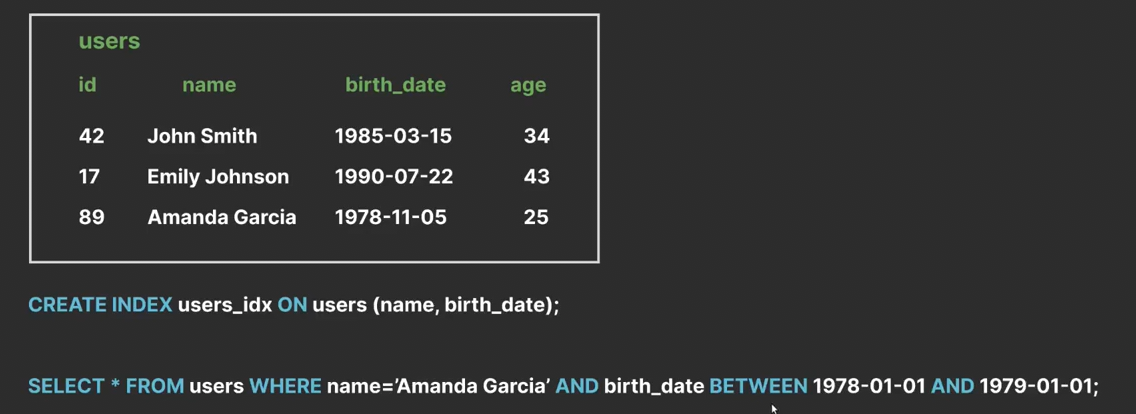 users
id name birth_date age
42 John Smith 1985-03-15 34
17 Emily Johnson 1990-07-22 43
89 Amanda Garcia 1978-11-05 25
CREATE INDEX users_idx ON users (name, birth_date);
SELECT * FROM users WHERE name=’Amanda Garcia’ AND birth_date BETWEEN 1978-01-01 AND 1979-01-01;